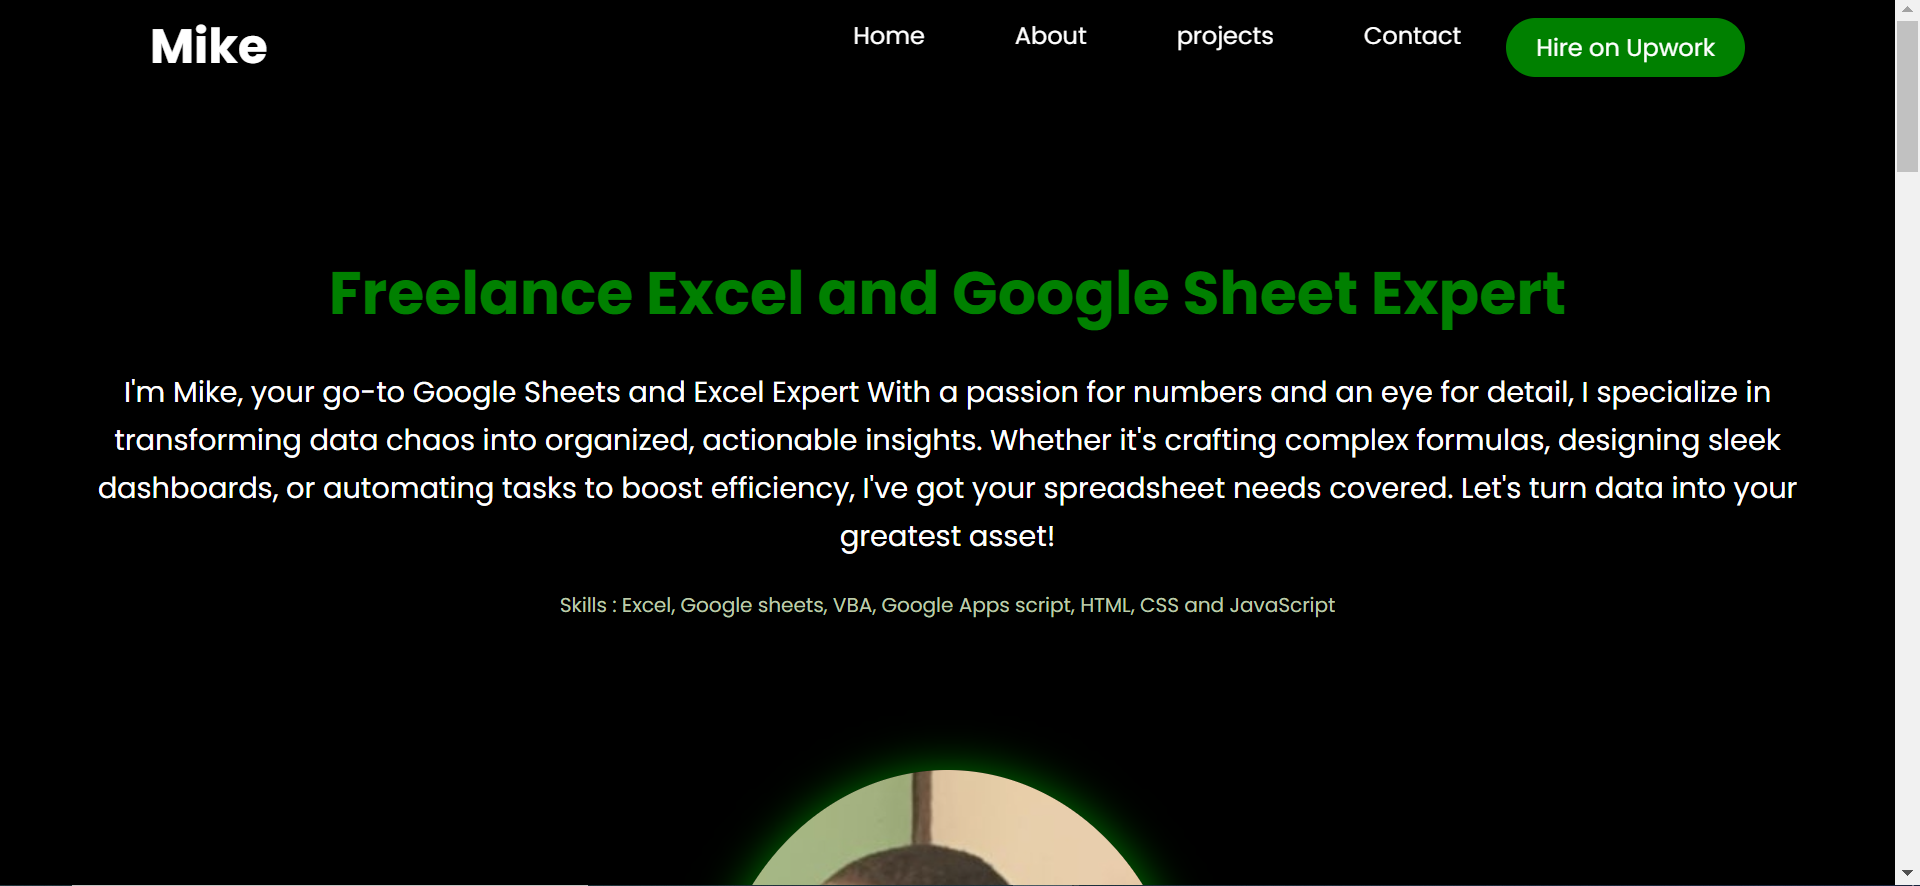 Mike
Home
About
projects
Contact
Hire on Upwork
Freelance Excel and Google Sheet Expert
I'm Mike, your go-to Google Sheets and Excel Expert With a passion for numbers and an eye for detail, I specialize in
transforming data chaos into organized, actionable insights. Whether it's crafting complex formulas, designing sleek
dashboards, or automating tasks to boost efficiency, I've got your spreadsheet needs covered. Let's turn data into your
greatest asset!
Skills : Excel, Google sheets, VBA, Google Apps script, HTML, CSS and JavaScript